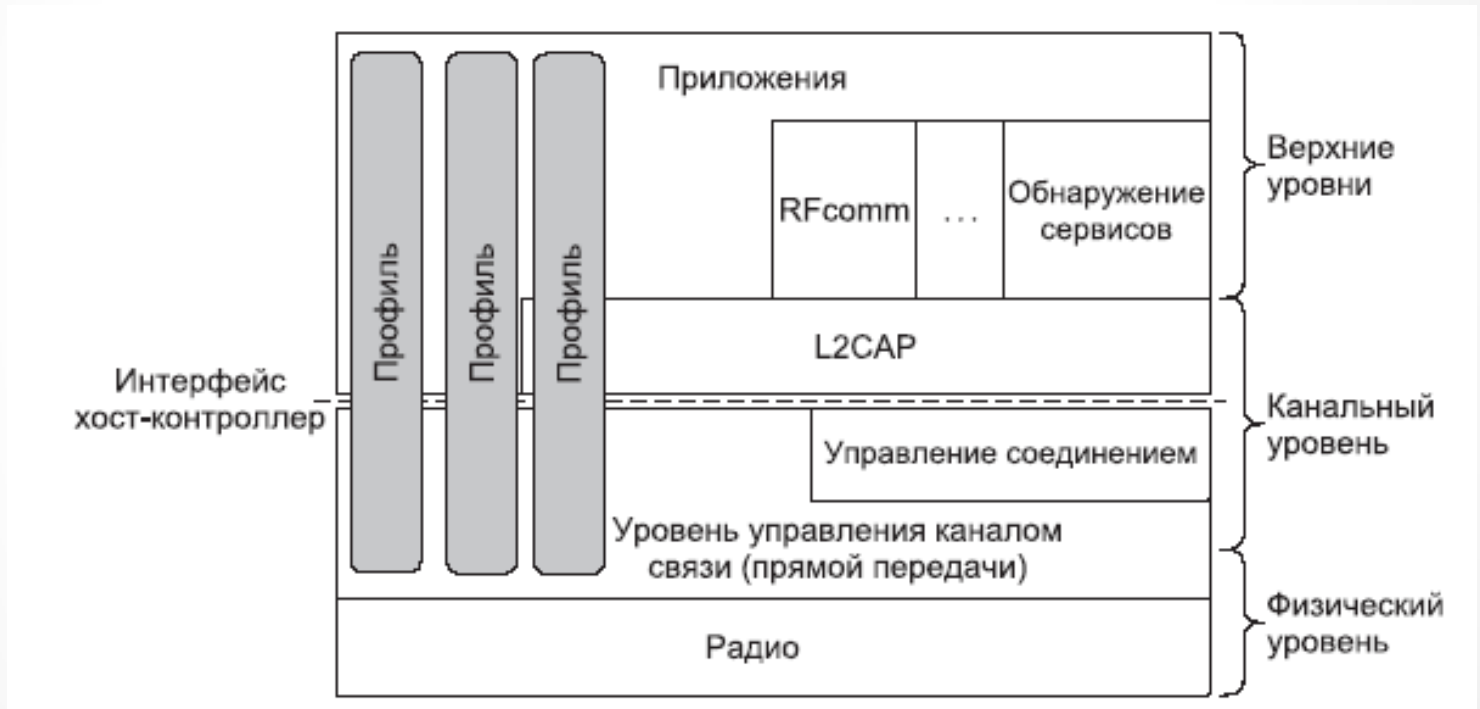 Приложения
RFcomm
...
Обнаружение
сервисов
Верхние
уровни
Профиль
Профиль
Профиль
L2CAP
Интерфейс
хост-контроллер
Канальный
уровень
Управление соединением
Уровень управления каналом
связи (прямой передачи)
Физический
уровень
Радио